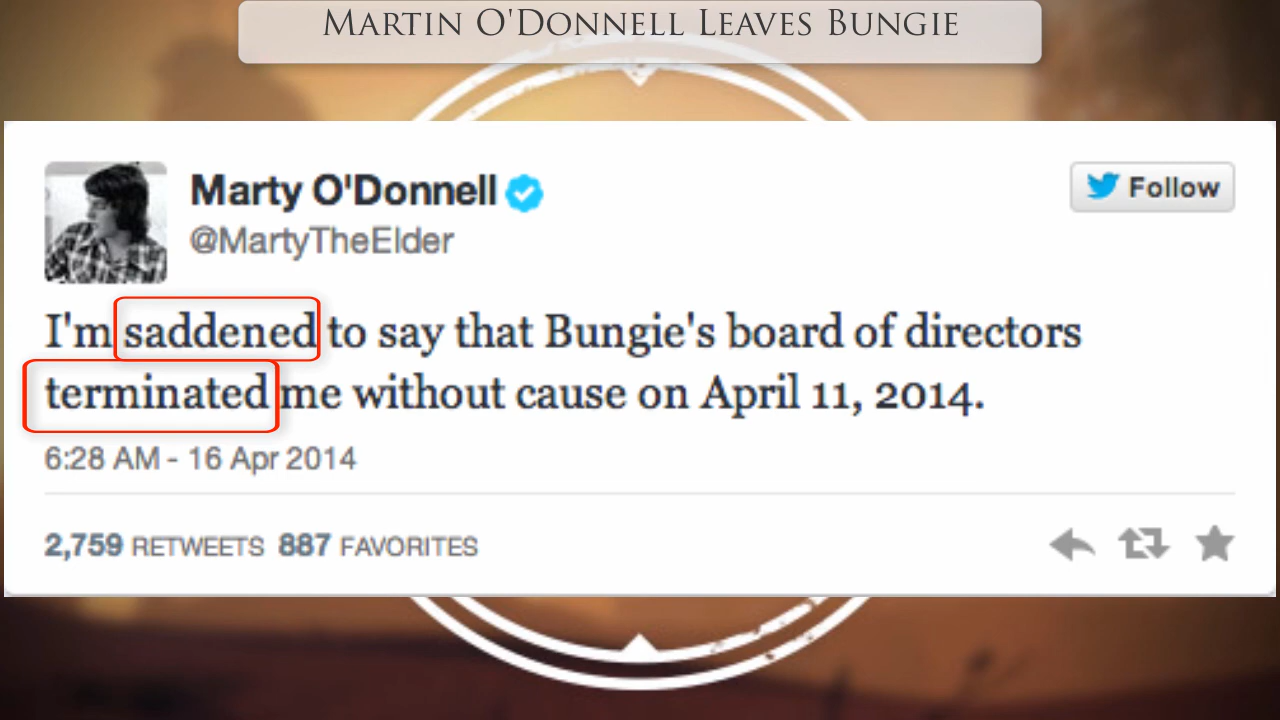 Martin O'Donnell Leaves Bungie
Marty O'Donnell
@MartyTheElder
Follow
I'm saddened to say that Bungie's board of directors
terminated me without cause on April 11, 2014.
6:28 AM - 16 Apr 2014
2,759 RETWEETS 887 FAVORITES